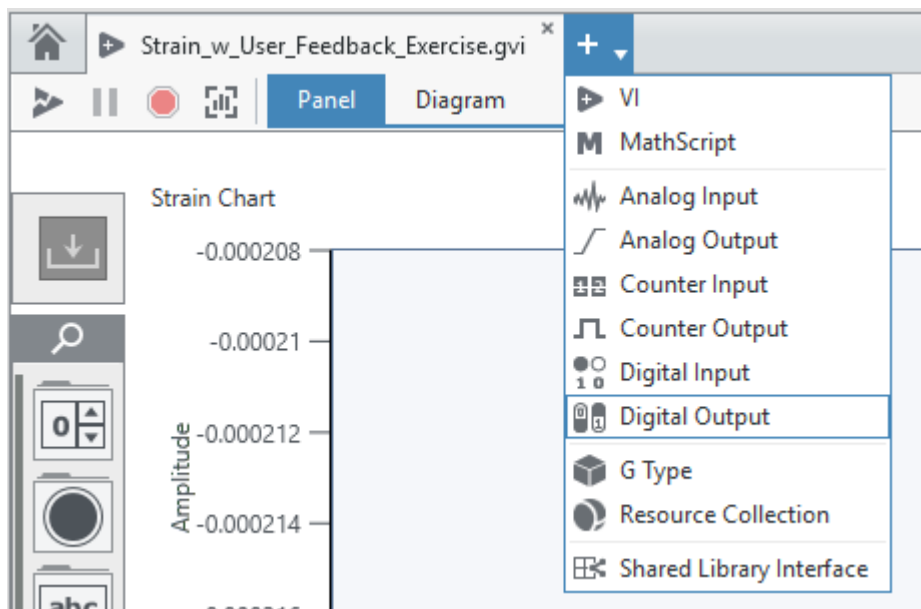 Strain_w_User_Feedback_Exercise.gvi
Panel
Diagram
VI
MathScript
Analog Input
Analog Output
Counter Input
Counter Output
Digital Input
Digital Output
G Type
Resource Collection
Shared Library Interface
Strain Chart
-0.000208
-0.00021
-0.000212
-0.000214
Amplitude
0
abc